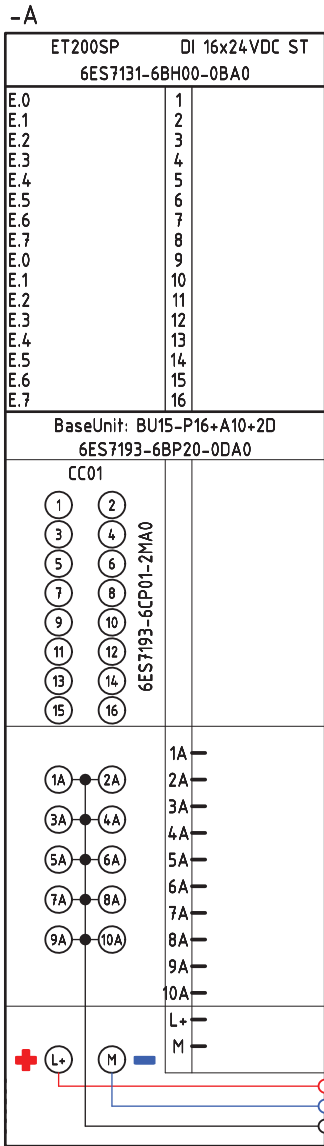 -A
ET200SP DI 16x24VDC ST
6ES7131-6BH00-0BA0
E.0 1
E.1 2
E.2 3
E.3 4
E.4 5
E.5 6
E.6 7
E.7 8
E.0 9
E.1 10
E.2 11
E.3 12
E.4 13
E.5 14
E.6 15
E.7 16
BaseUnit: BU15-P16+A10+2D
6ES7193-6BP20-0DA0
CC01
1 2
3 4
5 6
7 8
9 10
11 12
13 14
15 16
6ES7193-6CP01-2MA0
1A
1A 2A 2A
3A
3A 4A 4A
5A
5A 6A 6A
7A
7A 8A 8A
9A
9A 10A 10A
L+
M
+ L+ M -